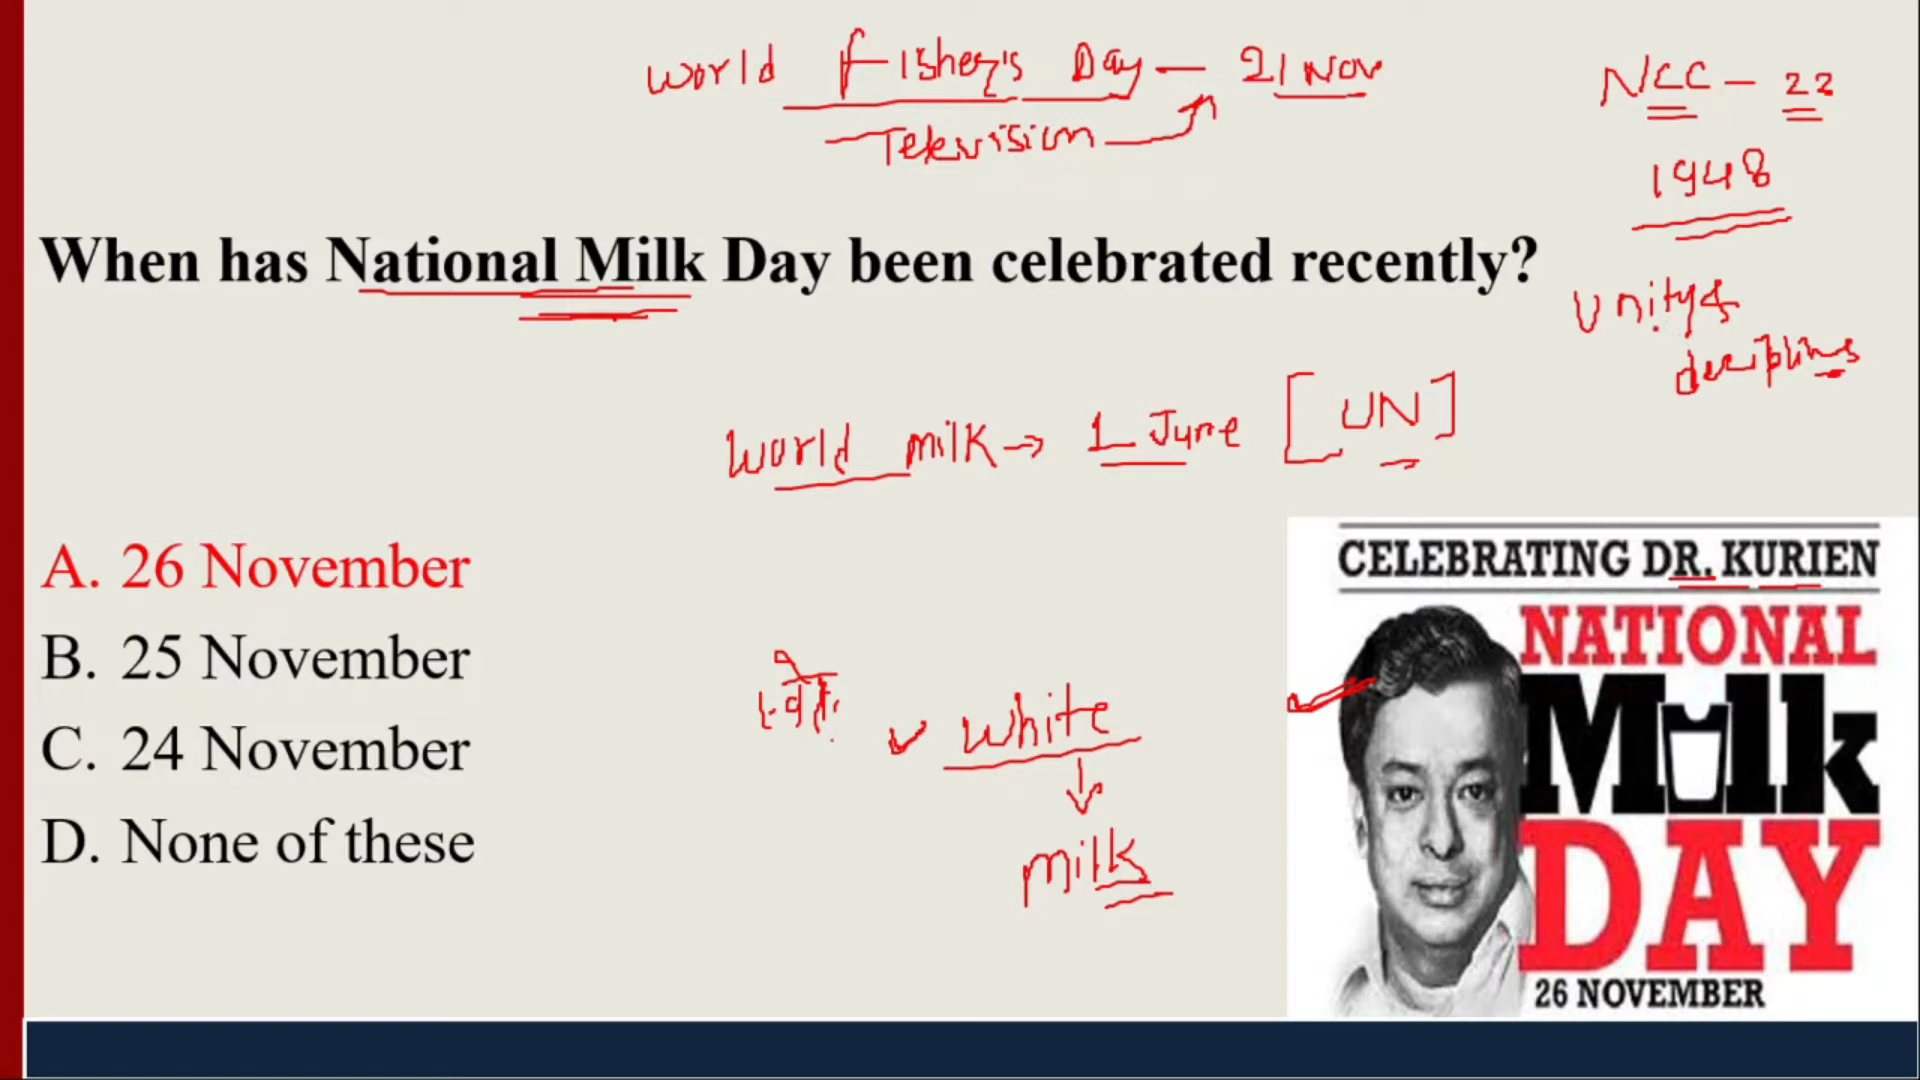 World Fisher's Day — 21 Nov
Television
NCC - 22
1948
When has National Milk Day been celebrated recently?
Unity &
World milk → 1 June [UN]
A. 26 November
B. 25 November
C. 24 November
D. None of these
white
milk
CELEBRATING DR. KURIEN
NATIONAL
Milk
DAY
26 NOVEMBER